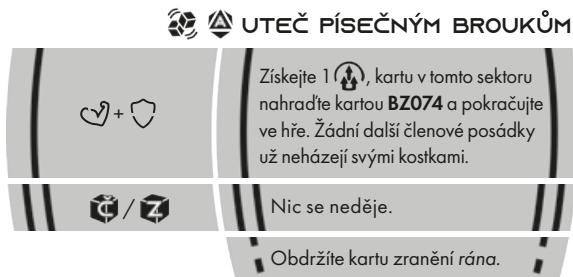 UTEČ PÍSEČNÝM BROUKŮM
Získejte 1, kartu v tomto sektoru
nahraďte kartou BZ074 a pokračujte
ve hře. Žádní další členové posádky
už neházejí svými kostkami.
+
Č / Z
Nic se neděje.
Obdržíte kartu zranění rána.